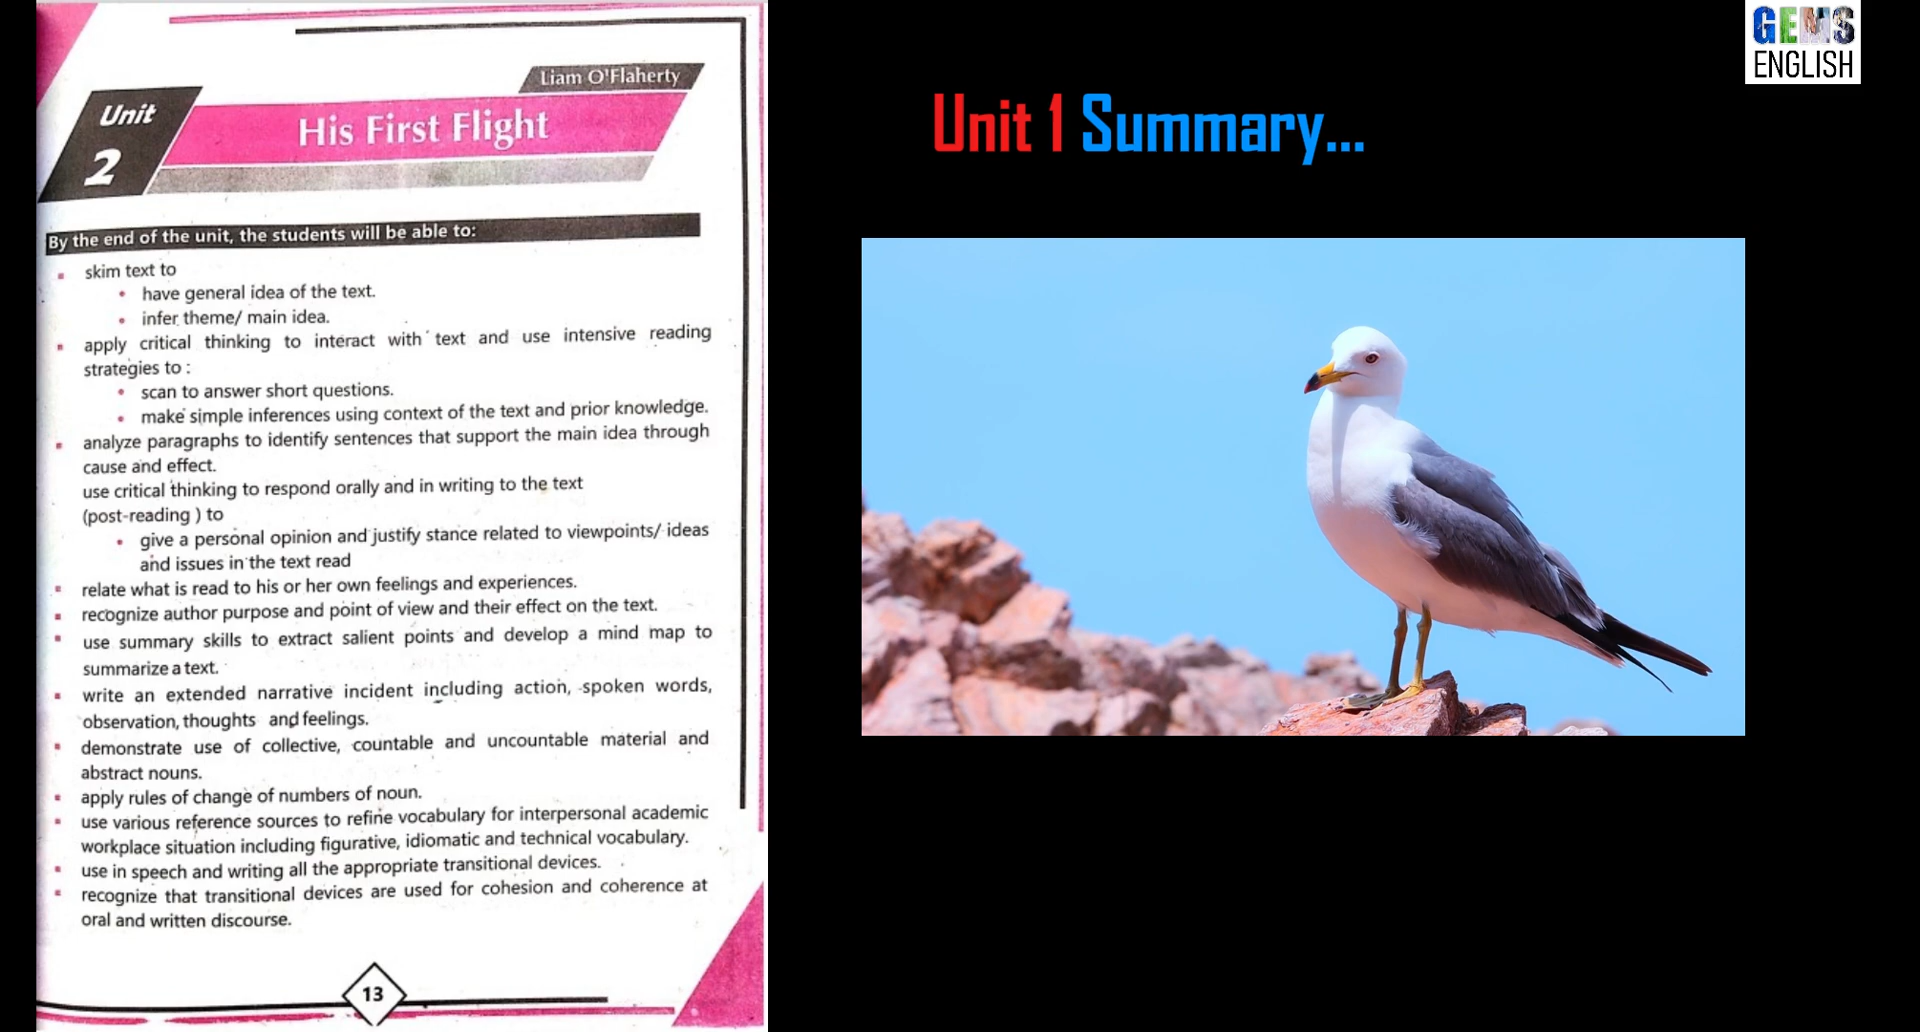 Liam O'Flaherty
Unit
2
His First Flight
By the end of the unit, the students will be able to:
skim text to
have general idea of the text.
infer theme/ main idea.
apply critical thinking to interact with text and use intensive reading
strategies to :
scan to answer short questions.
make simple inferences using context of the text and prior knowledge.
analyze paragraphs to identify sentences that support the main idea through
cause and effect.
use critical thinking to respond orally and in writing to the text
(post-reading ) to
give a personal opinion and justify stance related to viewpoints/ ideas
and issues in the text read
relate what is read to his or her own feelings and experiences.
recognize author purpose and point of view and their effect on the text.
use summary skills to extract salient points and develop a mind map to
summarize a text.
write an extended narrative incident including action, spoken words,
observation, thoughts and feelings.
demonstrate use of collective, countable and uncountable material and
abstract nouns.
apply rules of change of numbers of noun.
use various reference sources to refine vocabulary for interpersonal academic
workplace situation including figurative, idiomatic and technical vocabulary.
use in speech and writing all the appropriate transitional devices.
recognize that transitional devices are used for cohesion and coherence at
oral and written discourse.
13
Unit 1 Summary...
GEMS
ENGLISH